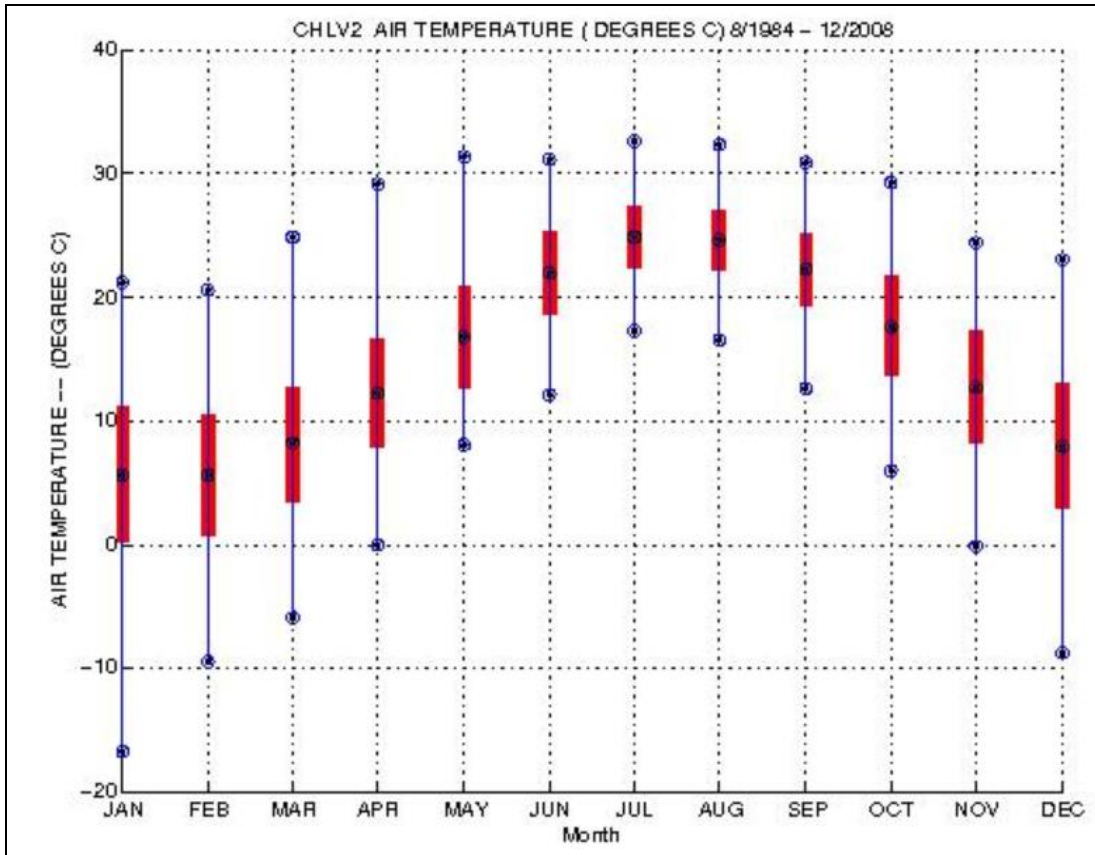 CHLV2 AIR TEMPERATURE ( DEGREES C) 8/1984 – 12/2008
40
30
20
10
0
−10
−20
AIR TEMPERATURE −− (DEGREES C)
JAN FEB MAR APR MAY JUN JUL AUG SEP OCT NOV DEC
Month